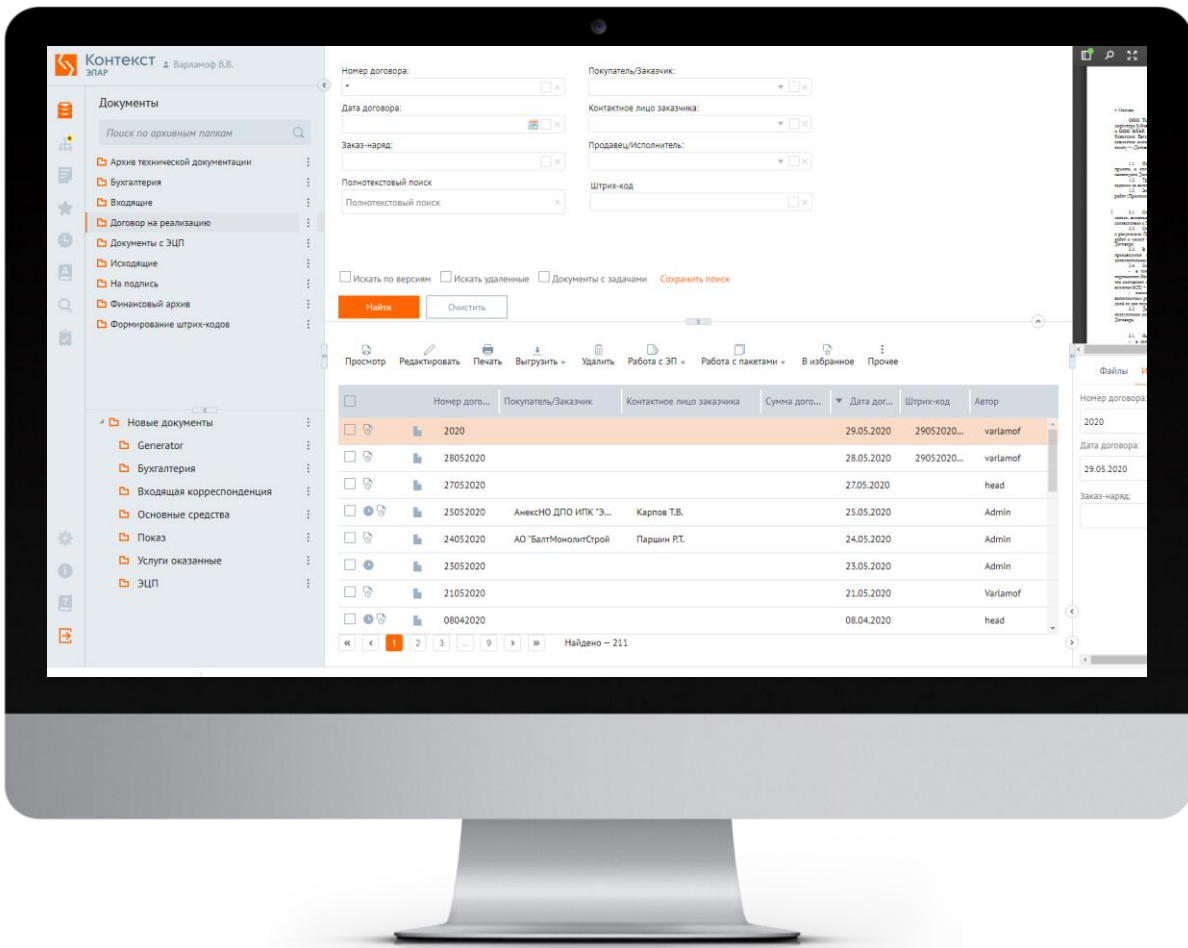 Контекст
ЭЛАР
Варламоф В.В.
Документы
Поиск по архивным папкам
Архив технической документации
Бухгалтерия
Входящие
Договор на реализацию
Документы с ЭЦП
Исходящие
На подпись
Финансовый архив
Формирование штрих-кодов
Новые документы
Generator
Бухгалтерия
Входящая корреспонденция
Основные средства
Показ
Услуги оказанные
ЭЦП
Номер договора:
Покупатель/Заказчик:
Дата договора:
Контактное лицо заказчика:
Заказ-наряд:
Продавец/Исполнитель:
Полнотекстовый поиск
Штрих-код
Полнотекстовый поиск
Искать по версиям Искать удаленные Документы с задачами Сохранить поиск
Найти Очистить
Просмотр Редактировать Печать Выгрузить Удалить Работа с ЭП Работа с пакетами В избранное Прочее
Номер дого... Покупатель/Заказчик Контактное лицо заказчика Сумма дого... Дата дог... Штрих-код Автор
2020 29.05.2020 29052020... varlamof
28052020 28.05.2020 29052020... varlamof
27052020 27.05.2020 head
25052020 АнексНО ДПО ИПК "Э... Карпов Т.В. 25.05.2020 Admin
24052020 АО "БалтМонолитСтрой Паршин Р.Т. 24.05.2020 Admin
23052020 23.05.2020 Admin
21052020 21.05.2020 Varlamof
08042020 08.04.2020 head
« ‹ 1 2 3 ... 9 › » Найдено — 211
Файлы И
Номер договора:
2020
Дата договора:
29.05.2020
Заказ-наряд: